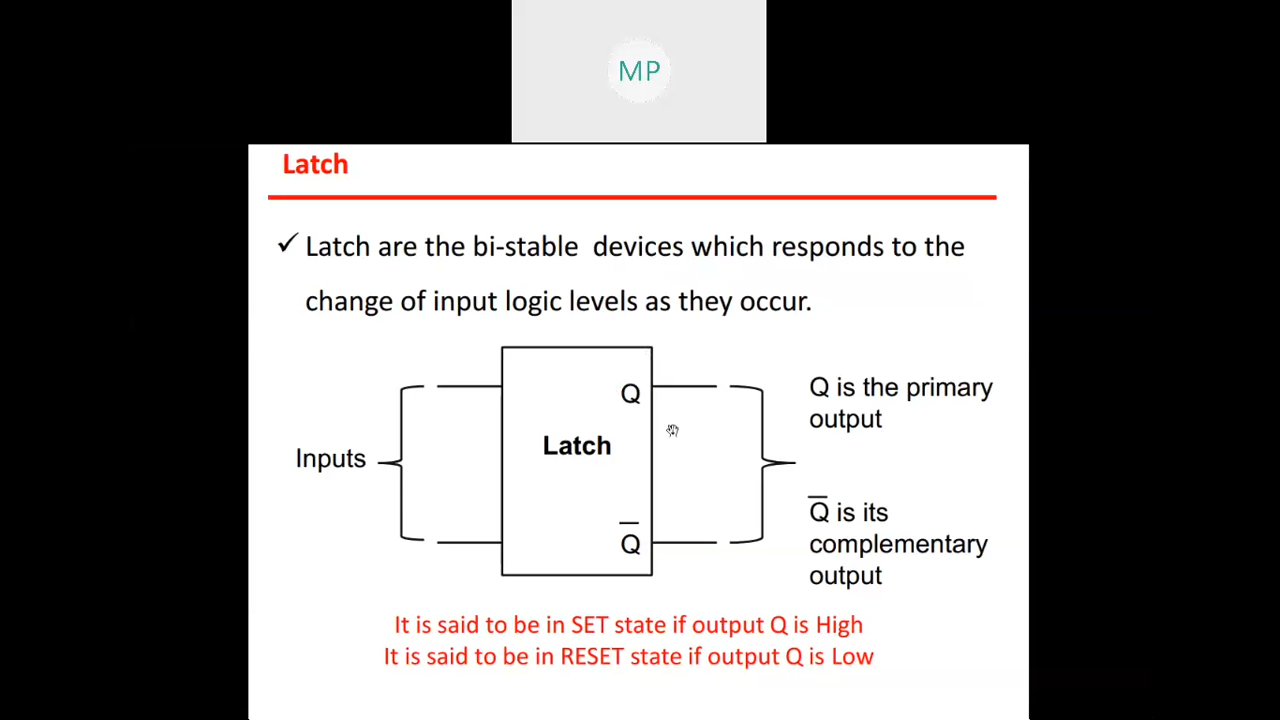 MP
Latch
✓ Latch are the bi-stable devices which responds to the
change of input logic levels as they occur.
Inputs
Latch
Q
Q̅
Q is the primary
output
Q̅ is its
complementary
output
It is said to be in SET state if output Q is High
It is said to be in RESET state if output Q is Low